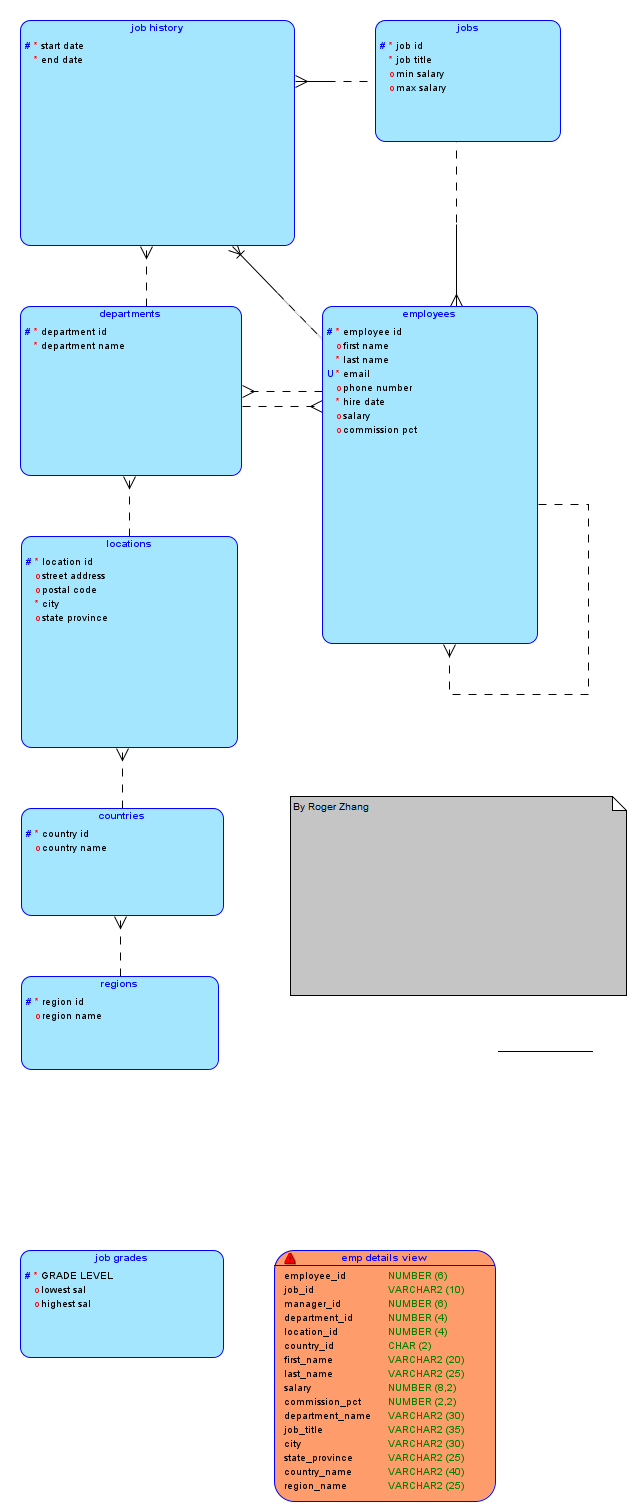 job history
# * start date
* end date
jobs
# * job id
* job title
o min salary
o max salary
departments
# * department id
* department name
employees
# * employee id
o first name
* last name
U * email
o phone number
* hire date
o salary
o commission pct
locations
# * location id
o street address
o postal code
* city
o state province
countries
# * country id
o country name
By Roger Zhang
regions
# * region id
o region name
job grades
# * GRADE LEVEL
o lowest sal
o highest sal
emp details view
employee_id NUMBER (6)
job_id VARCHAR2 (10)
manager_id NUMBER (6)
department_id NUMBER (4)
location_id NUMBER (4)
country_id CHAR (2)
first_name VARCHAR2 (20)
last_name VARCHAR2 (25)
salary NUMBER (8,2)
commission_pct NUMBER (2,2)
department_name VARCHAR2 (30)
job_title VARCHAR2 (35)
city VARCHAR2 (30)
state_province VARCHAR2 (25)
country_name VARCHAR2 (40)
region_name VARCHAR2 (25)